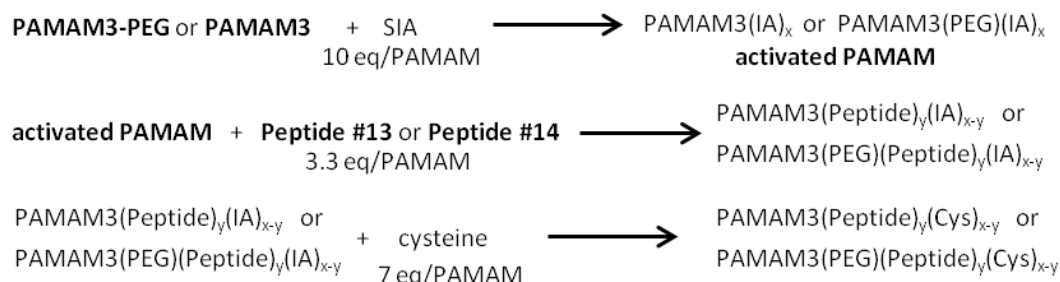 PAMAM3-PEG or PAMAM3 + SIA PAMAM3(IA)x or PAMAM3(PEG)(IA)x
10 eq/PAMAM activated PAMAM
activated PAMAM + Peptide #13 or Peptide #14 PAMAM3(Peptide)y(IA)x-y or
3.3 eq/PAMAM PAMAM3(PEG)(Peptide)y(IA)x-y
PAMAM3(Peptide)y(IA)x-y or PAMAM3(Peptide)y(Cys)x-y or
PAMAM3(PEG)(Peptide)y(IA)x-y + cysteine PAMAM3(PEG)(Peptide)y(Cys)x-y
7 eq/PAMAM